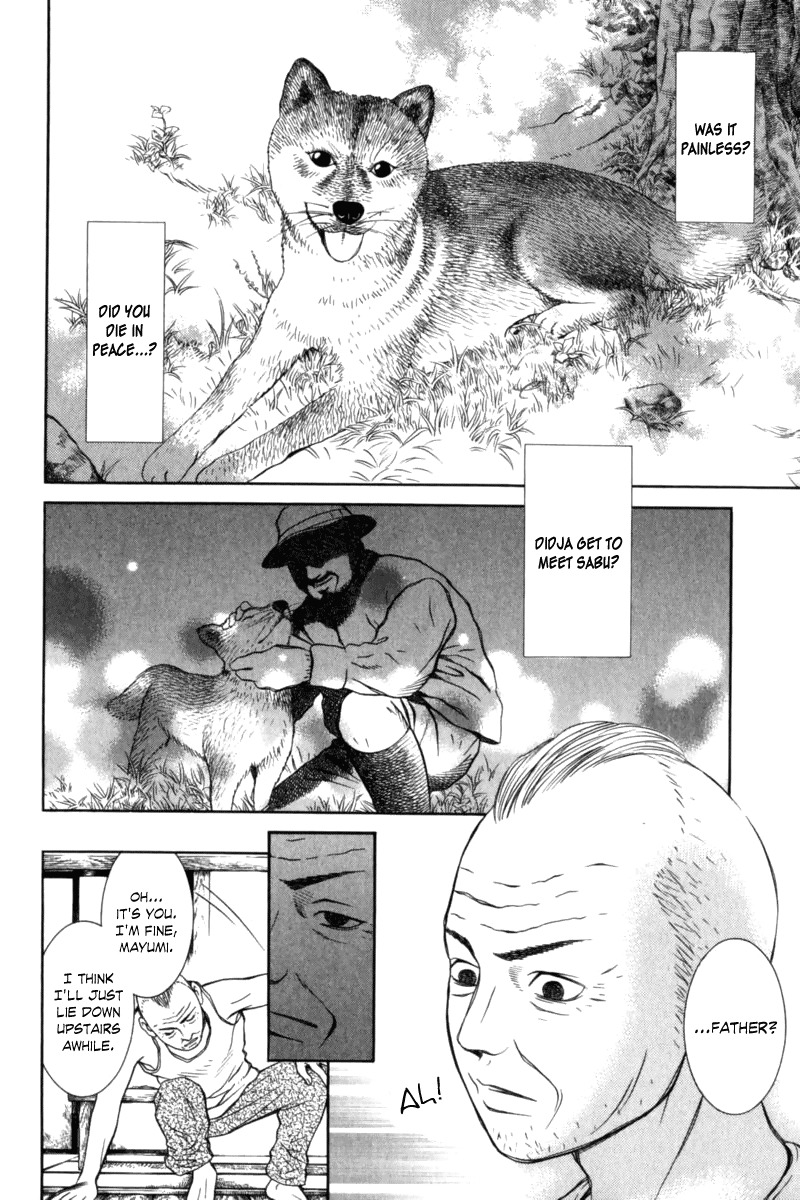 WAS IT
PAINLESS?
DID YOU
DIE IN
PEACE...?
DIDJA GET TO
MEET SABU?
...FATHER?
AH!
OH...
IT'S YOU.
I'M FINE,
MAYUMI.
I THINK
I'LL JUST
LIE DOWN
UPSTAIRS
AWHILE.